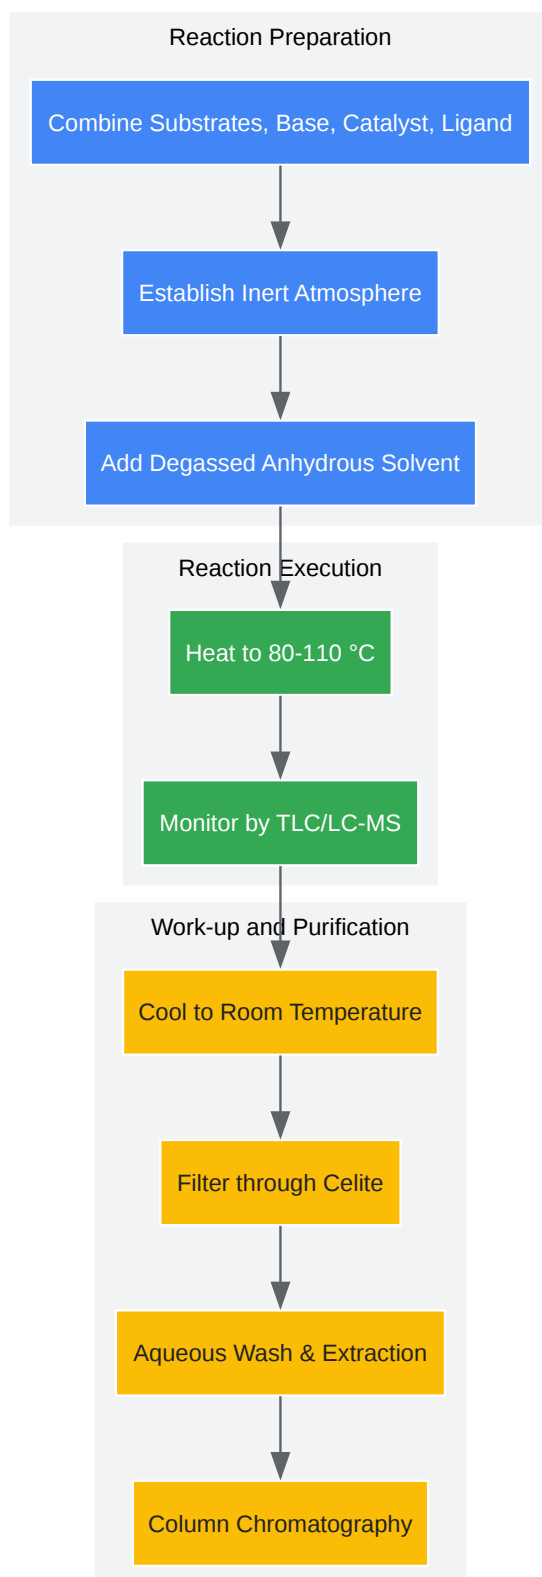 Reaction Preparation
Combine Substrates, Base, Catalyst, Ligand
Establish Inert Atmosphere
Add Degassed Anhydrous Solvent
Reaction Execution
Heat to 80-110 °C
Monitor by TLC/LC-MS
Work-up and Purification
Cool to Room Temperature
Filter through Celite
Aqueous Wash & Extraction
Column Chromatography